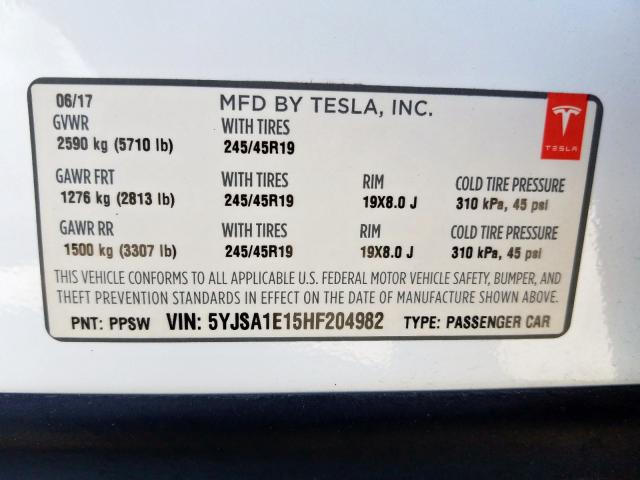 06/17 MFD BY TESLA, INC.
GVWR WITH TIRES
2590 kg (5710 lb) 245/45R19
TESLA
GAWR FRT WITH TIRES RIM COLD TIRE PRESSURE
1276 kg (2813 lb) 245/45R19 19X8.0 J 310 kPa, 45 psi
GAWR RR WITH TIRES RIM COLD TIRE PRESSURE
1500 kg (3307 lb) 245/45R19 19X8.0 J 310 kPa, 45 psi
THIS VEHICLE CONFORMS TO ALL APPLICABLE U.S. FEDERAL MOTOR VEHICLE SAFETY, BUMPER, AND
THEFT PREVENTION STANDARDS IN EFFECT ON THE DATE OF MANUFACTURE SHOWN ABOVE.
PNT: PPSW VIN: 5YJSA1E15HF204982 TYPE: PASSENGER CAR